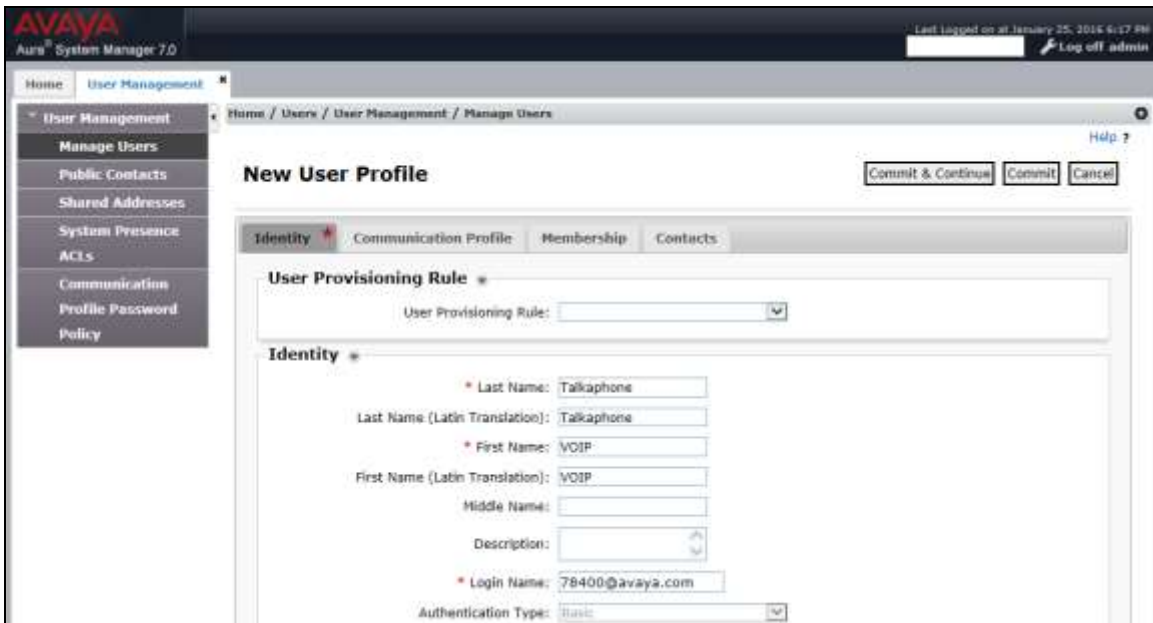 AVAYA
Last Logged on at January 25, 2016 6:17 PM
Aura® System Manager 7.0
Log off admin
Home
User Management
User Management
Home / Users / User Management / Manage Users
Help ?
Manage Users
Public Contacts
Shared Addresses
System Presence
ACLs
Communication
Profile Password
Policy
New User Profile
Commit & Continue
Commit
Cancel
Identity *
Communication Profile
Membership
Contacts
User Provisioning Rule
User Provisioning Rule:
Identity
* Last Name: Talkaphone
Last Name (Latin Translation): Talkaphone
* First Name: VOIP
First Name (Latin Translation): VOIP
Middle Name:
Description:
* Login Name: 78400@avaya.com
Authentication Type: Basic